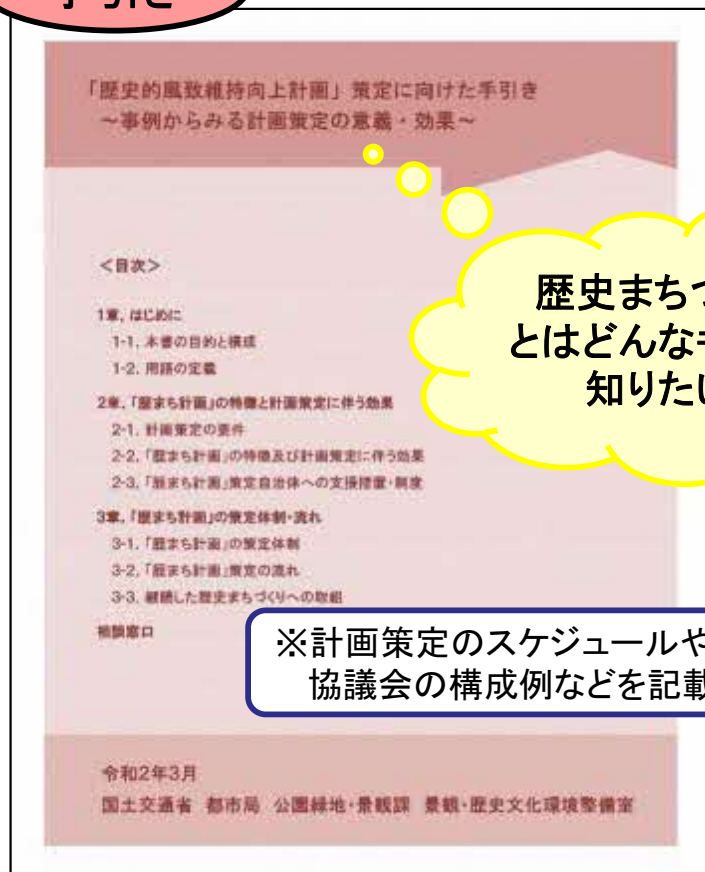 手引き
「歴史的風致維持向上計画」策定に向けた手引き
～事例からみる計画策定の意義・効果～
<目次>
1章. はじめに
1-1. 本書の目的と構成
1-2. 用語の定義
2章. 「歴まち計画」の特徴と計画策定に伴う効果
2-1. 計画策定の要件
2-2. 「歴まち計画」の特徴及び計画策定に伴う効果
2-3. 「歴まち計画」策定自治体への支援措置・制度
3章. 「歴まち計画」の策定体制・流れ
3-1. 「歴まち計画」の策定体制
3-2. 「歴まち計画」策定の流れ
3-3. 継続した歴史まちづくりへの取組
相談窓口
歴史まちづ
とはどんなも
知りたい
※計画策定のスケジュールや
協議会の構成例などを記載
令和2年3月
国土交通省 都市局 公園緑地・景観課 景観・歴史文化環境整備室